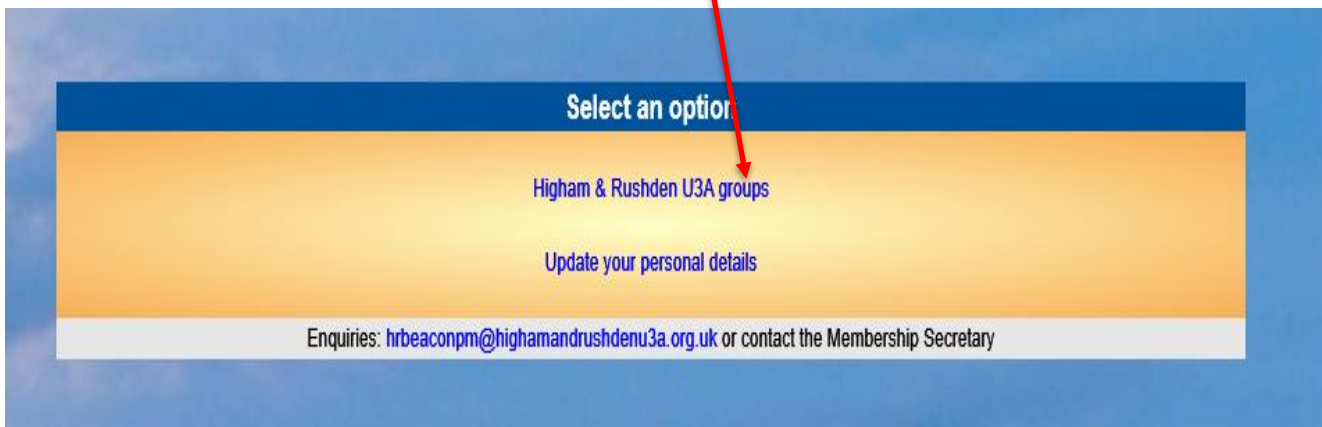 Select an option
Higham & Rushden U3A groups
Update your personal details
Enquiries: hrbeaconpm@highamandrushdenu3a.org.uk or contact the Membership Secretary